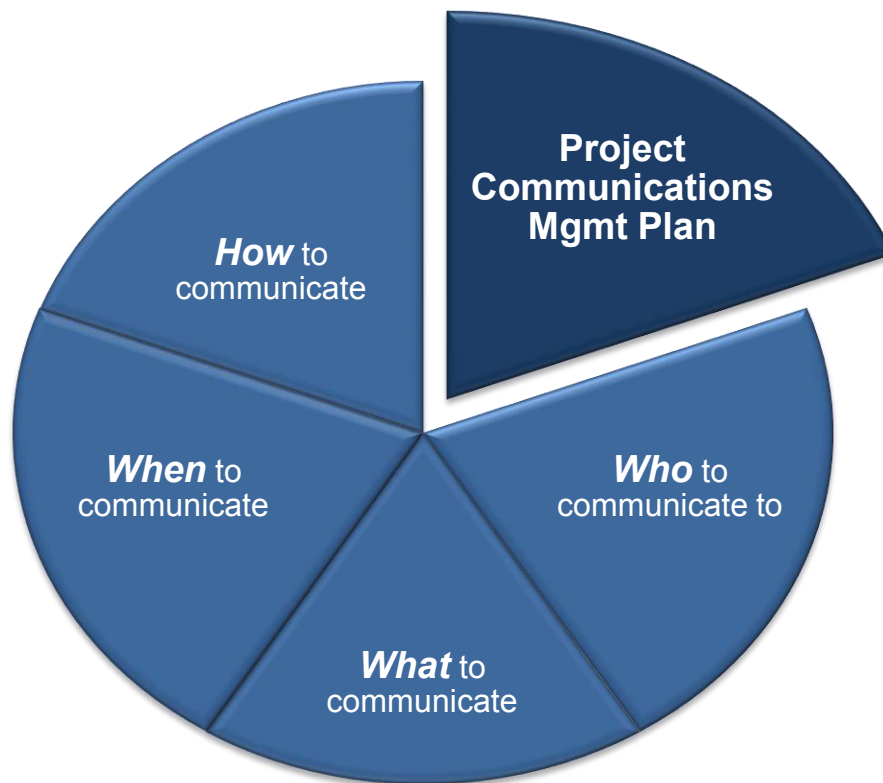 Project
Communications
Mgmt Plan
How to
communicate
When to
communicate
Who to
communicate to
What to
communicate